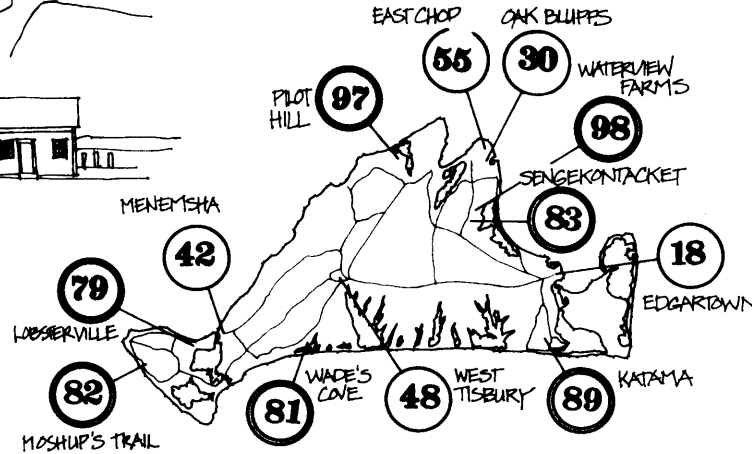 EAST CHOP
OAK BLUFFS
55
30
WATERVIEW
FARMS
PILOT
HILL
97
98
SENGEKONTACKET
83
MENEMSHA
42
18
EDGARTOWN
79
LOBSTERVILLE
82
MOSHUP'S TRAIL
81
WADE'S
COVE
48
WEST
TISBURY
89
KATAMA